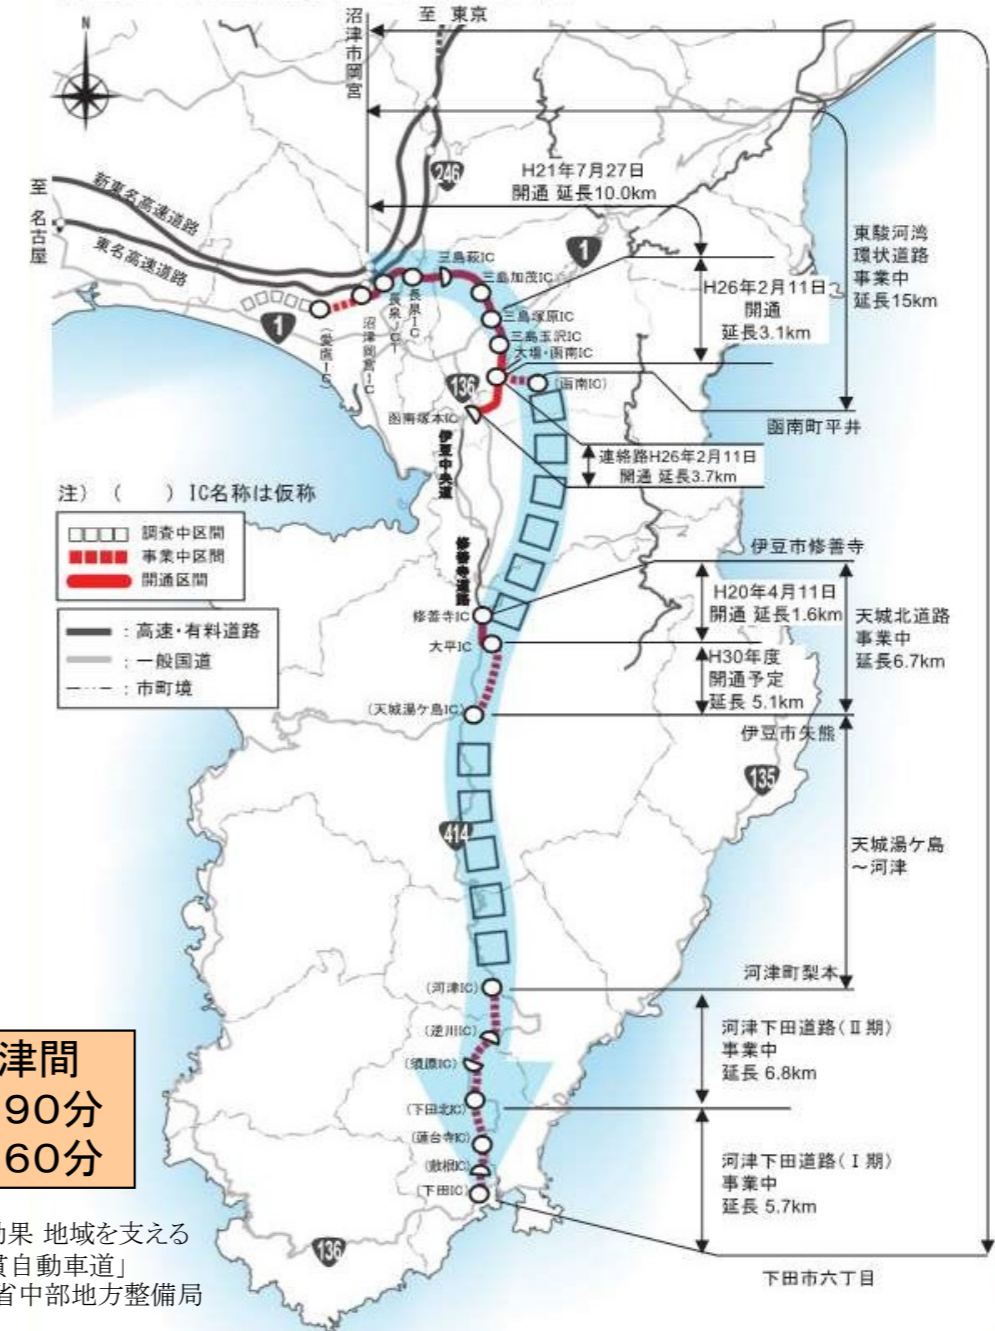 沼津市岡宮
至 東京
N
246
H21年7月27日
開通 延長10.0km
至 名古屋
新東名高速道路
東名高速道路
1
1
三島萩IC
三島加茂IC
三島塚原IC
三島玉沢IC
大場・函南IC
(函南IC)
長泉IC
長泉JCT
沼津岡宮IC
(愛鷹IC)
136
函南塚本IC
伊豆中央道
修善寺道路
H26年2月11日
開通
延長3.1km
東駿河湾
環状道路
事業中
延長15km
函南町平井
連絡路H26年2月11日
開通 延長3.7km
注) ( ) IC名称は仮称
調査中区間
事業中区間
開通区間
:高速・有料道路
:一般国道
:市町境
伊豆市修善寺
修善寺IC
大平IC
(天城湯ケ島IC)
H20年4月11日
開通 延長1.6km
H30年度
開通予定
延長 5.1km
天城北道路
事業中
延長6.7km
伊豆市矢熊
135
414
天城湯ケ島
~河津
河津町梨本
(河津IC)
(逆川IC)
(須原IC)
(下田北IC)
(蓮台寺IC)
(敷根IC)
(下田IC)
河津下田道路(Ⅱ期)
事業中
延長 6.8km
河津下田道路(Ⅰ期)
事業中
延長 5.7km
下田市六丁目
136
津間
90分
60分
効果 地域を支える
貫自動車道」
省中部地方整備局